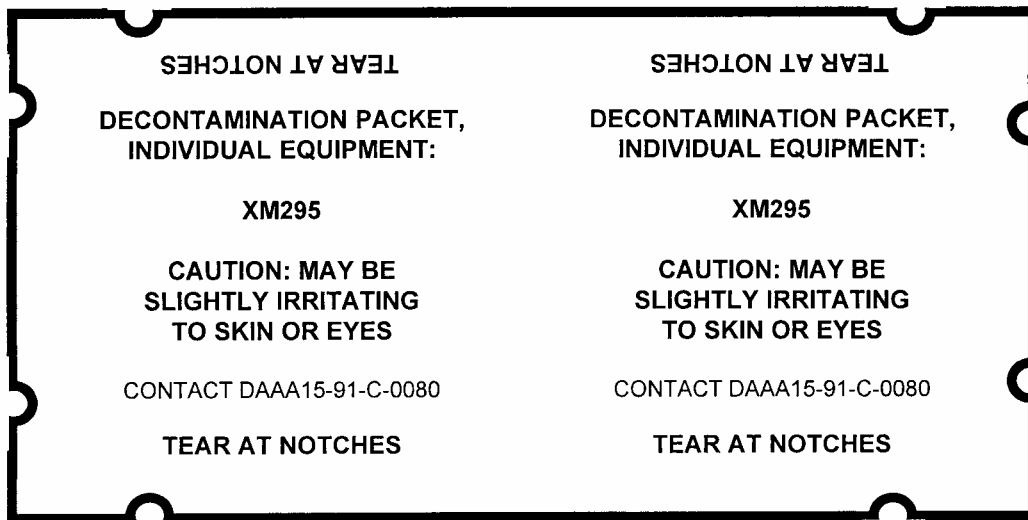 TEAR AT NOTCHES
DECONTAMINATION PACKET,
INDIVIDUAL EQUIPMENT:
XM295
CAUTION: MAY BE
SLIGHTLY IRRITATING
TO SKIN OR EYES
CONTACT DAAA15-91-C-0080
TEAR AT NOTCHES
TEAR AT NOTCHES
DECONTAMINATION PACKET,
INDIVIDUAL EQUIPMENT:
XM295
CAUTION: MAY BE
SLIGHTLY IRRITATING
TO SKIN OR EYES
CONTACT DAAA15-91-C-0080
TEAR AT NOTCHES